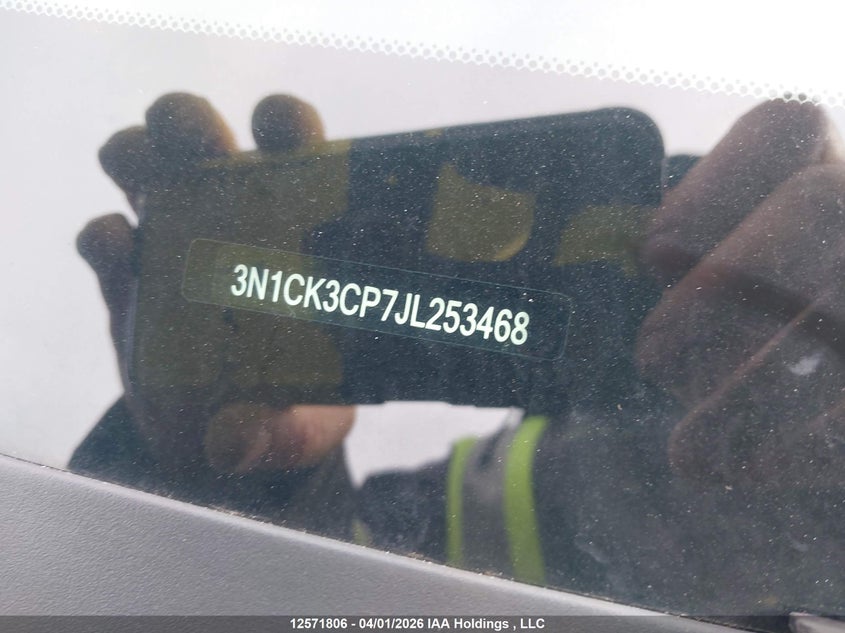 3N1CK3CP7JL253468
12571806 - 04/01/2026 IAA Holdings , LLC